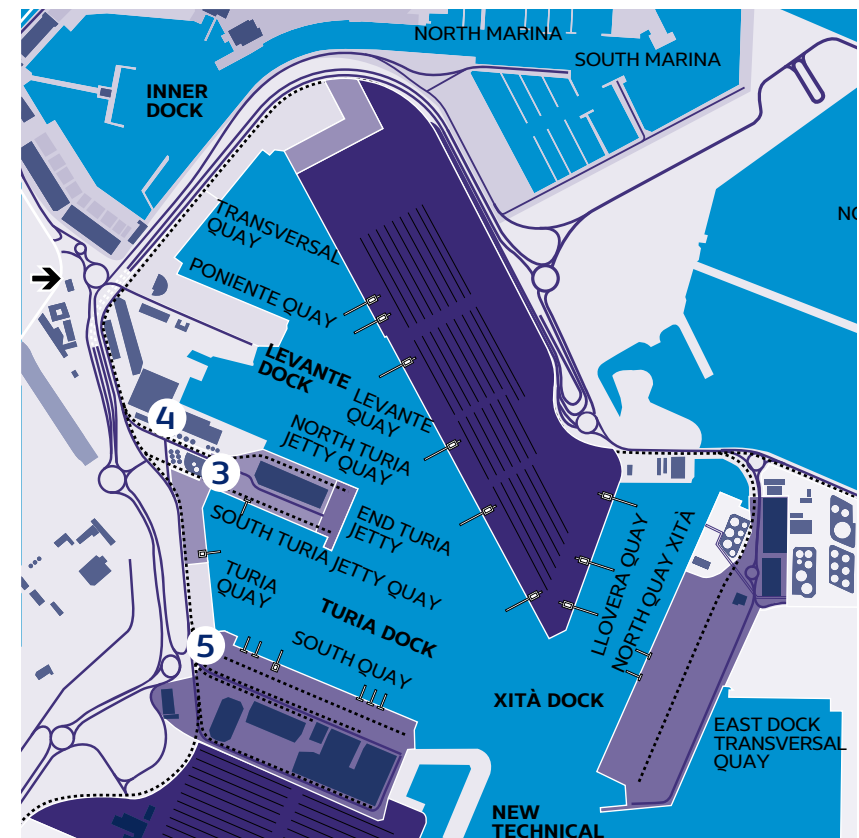 NORTH MARINA
SOUTH MARINA
INNER
DOCK
NO
TRANSVERSAL
QUAY
PONIENTE QUAY
LEVANTE
DOCK
LEVANTE
QUAY
NORTH TURIA
JETTY QUAY
4
3
END TURIA
JETTY
SOUTH TURIA JETTY QUAY
TURIA
QUAY
LLOVERA QUAY
NORTH QUAY XITÀ
TURIA DOCK
5
SOUTH QUAY
XITÀ DOCK
EAST DOCK
TRANSVERSAL
QUAY
NEW
TECHNICAL